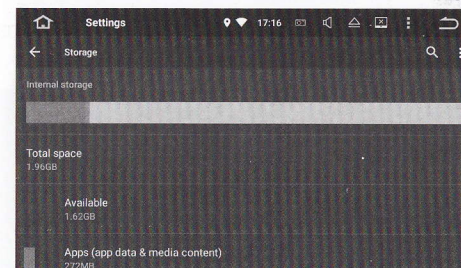 Settings
17:16
Storage
Internal storage
Total space
1.96GB
Available
1.62GB
Apps (app data & media content)
272MB